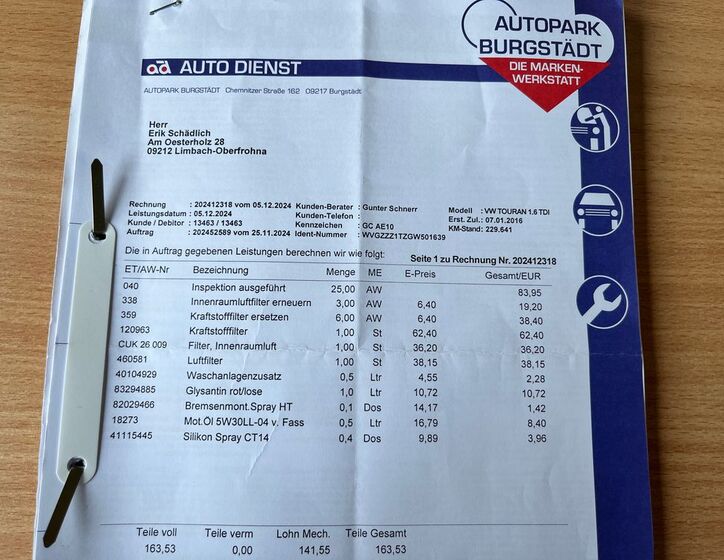 AUTOPARK
BURGSTÄDT
DIE MARKEN-
WERKSTATT
ad AUTO DIENST
AUTOPARK BURGSTÄDT Chemnitzer Straße 162 09217 Burgstädt
Herr
Erik Schädlich
Am Oesterholz 28
09212 Limbach-Oberfrohna
Rechnung : 202412318 vom 05.12.2024 Kunden-Berater : Gunter Schnerr Modell : VW TOURAN 1.6 TDI
Leistungsdatum : 05.12.2024 Kunden-Telefon : Erst. Zul. : 07.01.2016
Kunde / Debitor : 13463 / 13463 Kennzeichen : GC AE10 KM-Stand : 229.641
Auftrag : 202452589 vom 25.11.2024 Ident-Nummer : WVGZZZ1TZGW501639
Die in Auftrag gegebenen Leistungen berechnen wir wie folgt: Seite 1 zu Rechnung Nr. 202412318
ET/AW-Nr Bezeichnung Menge ME E-Preis Gesamt/EUR
040 Inspektion ausgeführt 25,00 AW 83,95
338 Innenraumluftfilter erneuern 3,00 AW 6,40 19,20
359 Kraftstofffilter ersetzen 6,00 AW 6,40 38,40
120963 Kraftstofffilter 1,00 St 62,40 62,40
CUK 26 009 Filter, Innenraumluft 1,00 St 36,20 36,20
460581 Luftfilter 1,00 St 38,15 38,15
40104929 Waschanlagenzusatz 0,5 Ltr 4,55 2,28
83294885 Glysantin rot/lose 1,0 Ltr 10,72 10,72
82029466 Bremsenmont.Spray HT 0,1 Dos 14,17 1,42
18273 Mot.Öl 5W30LL-04 v. Fass 0,5 Ltr 16,79 8,40
41115445 Silikon Spray CT14 0,4 Dos 9,89 3,96
Teile voll Teile verm Lohn Mech. Teile Gesamt
163,53 0,00 141,55 163,53